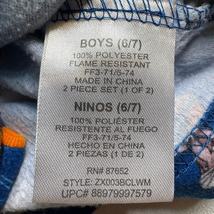 BOYS (6/7)
100% POLYESTER
FLAME RESISTANT
FF3-71/5-74
MADE IN CHINA
2 PIECE SET (1 OF 2)
NINOS (6/7)
100% POLIÉSTER
RESISTENTE AL FUEGO
FF3-71/5-74
HECHO EN CHINA
2 PIEZAS (1 DE 2)
RN# 87652
STYLE: ZX003BCLWM
UPC# 88979997579